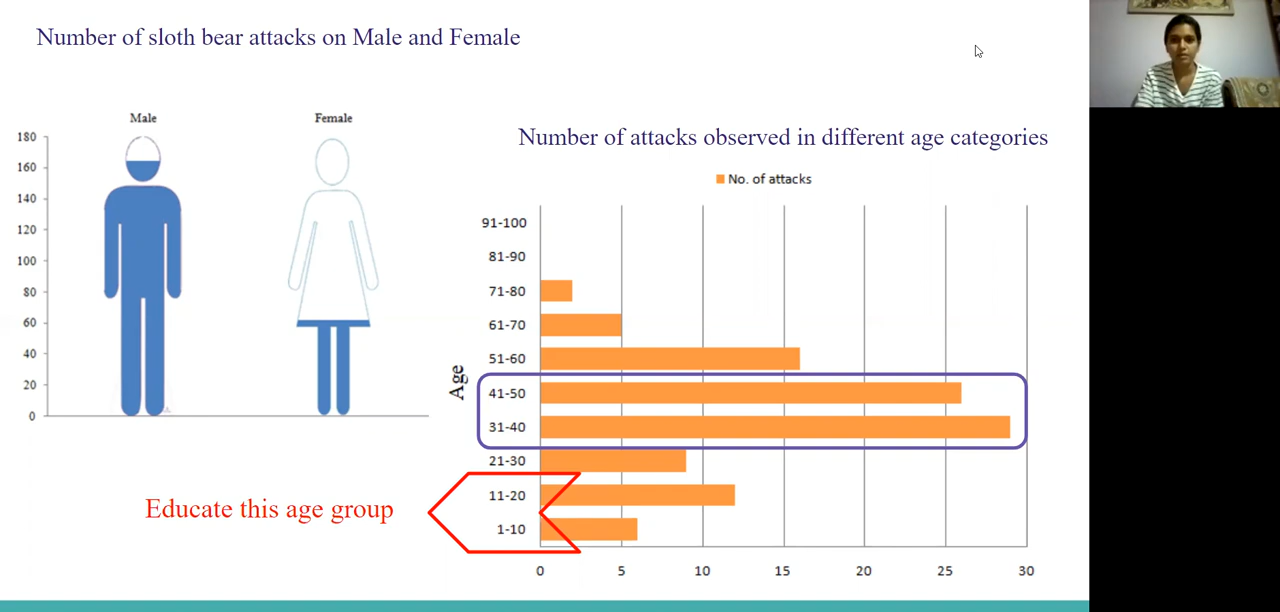 Number of sloth bear attacks on Male and Female
Male
Female
180
160
140
120
100
80
60
40
20
0
Number of attacks observed in different age categories
No. of attacks
Age
91-100
81-90
71-80
61-70
51-60
41-50
31-40
21-30
11-20
1-10
0 5 10 15 20 25 30
Educate this age group